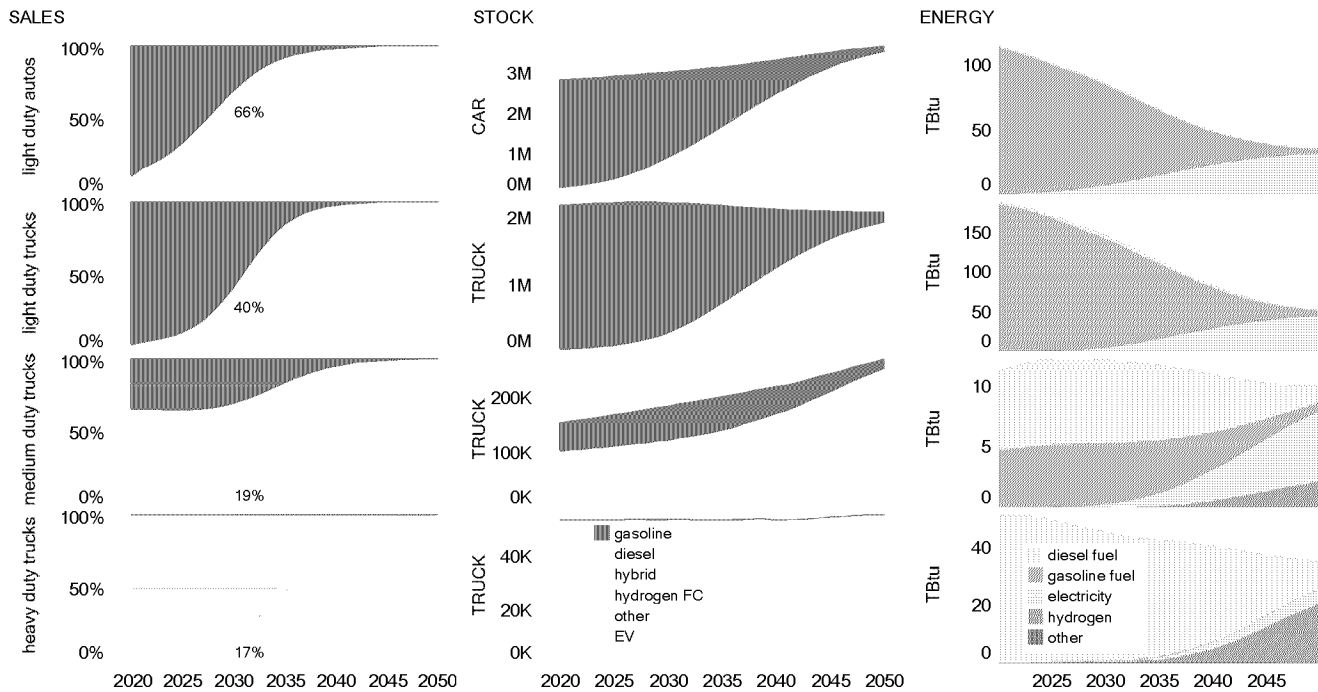 SALES
STOCK
ENERGY
light duty autos
100%
50%
0%
66%
CAR
3M
2M
1M
0M
TBtu
100
50
0
light duty trucks
100%
50%
0%
40%
TRUCK
2M
1M
0M
TBtu
150
100
50
0
medium duty trucks
100%
50%
0%
19%
TRUCK
200K
100K
0K
TBtu
10
5
0
heavy duty trucks
100%
50%
0%
17%
TRUCK
40K
20K
0K
gasoline
diesel
hybrid
hydrogen FC
other
EV
TBtu
40
20
0
diesel fuel
gasoline fuel
electricity
hydrogen
other
2020 2025 2030 2035 2040 2045 2050
2020 2025 2030 2035 2040 2045 2050
2025 2030 2035 2040 2045